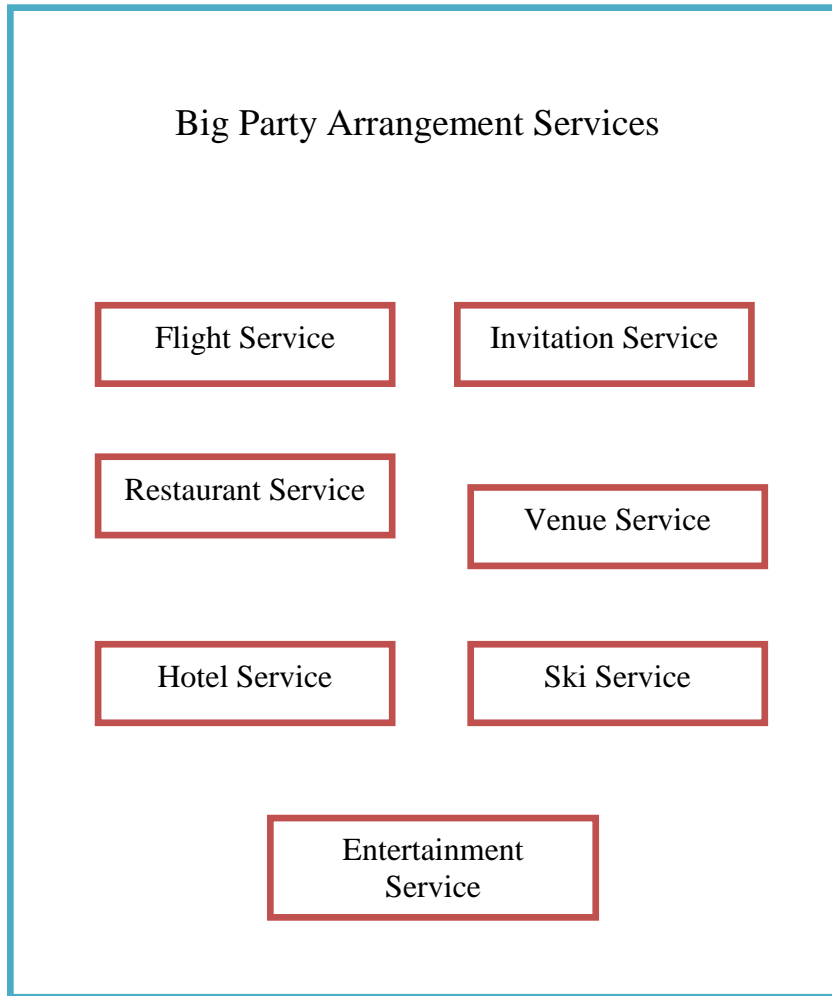 Big Party Arrangement Services
Flight Service
Invitation Service
Restaurant Service
Venue Service
Hotel Service
Ski Service
Entertainment
Service